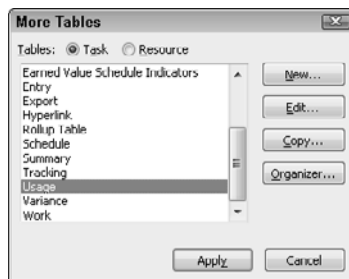 More Tables
Tables: Task Resource
Earned Value Schedule Indicators
Entry
Export
Hyperlink
Rollup Table
Schedule
Summary
Tracking
Usage
Variance
Work
New...
Edit...
Copy...
Organizer...
Apply
Cancel